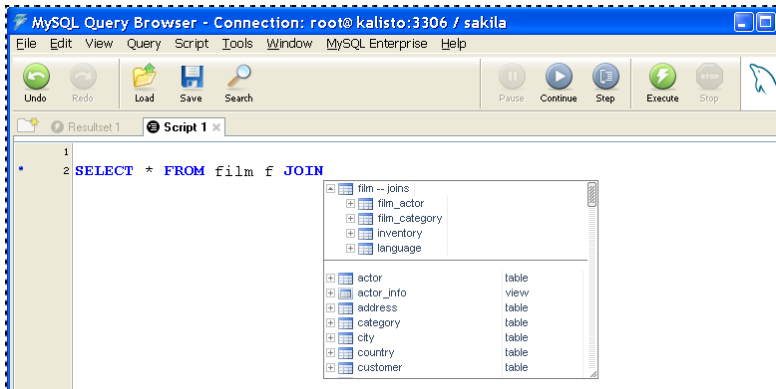 MySQL Query Browser - Connection: root@ kalisto:3306 / sakila
File Edit View Query Script Tools Window MySQL Enterprise Help
Undo Redo Load Save Search Pause Continue Step Execute Stop
STOP
Resultset 1 Script 1
1
2 SELECT * FROM film f JOIN
film -- joins
film_actor
film_category
inventory
language
actor table
actor_info view
address table
category table
city table
country table
customer table